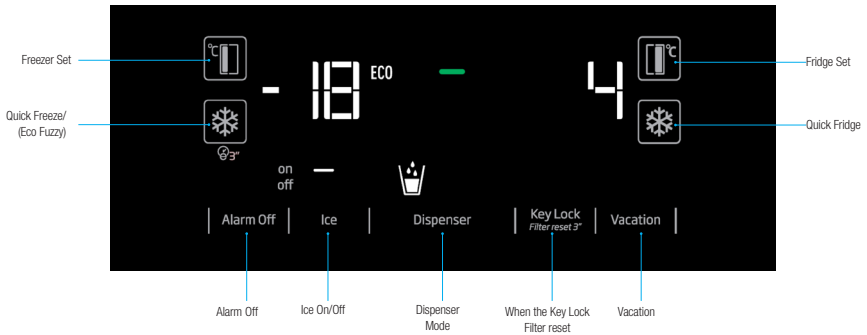 Freezer Set
°C
-18
ECO
4
°C
Fridge Set
Quick Freeze/
(Eco Fuzzy)
3"
Quick Fridge
on
off
Alarm Off
Ice
Dispenser
Key Lock
Filter reset 3"
Vacation
Alarm Off
Ice On/Off
Dispenser
Mode
When the Key Lock
Filter reset
Vacation